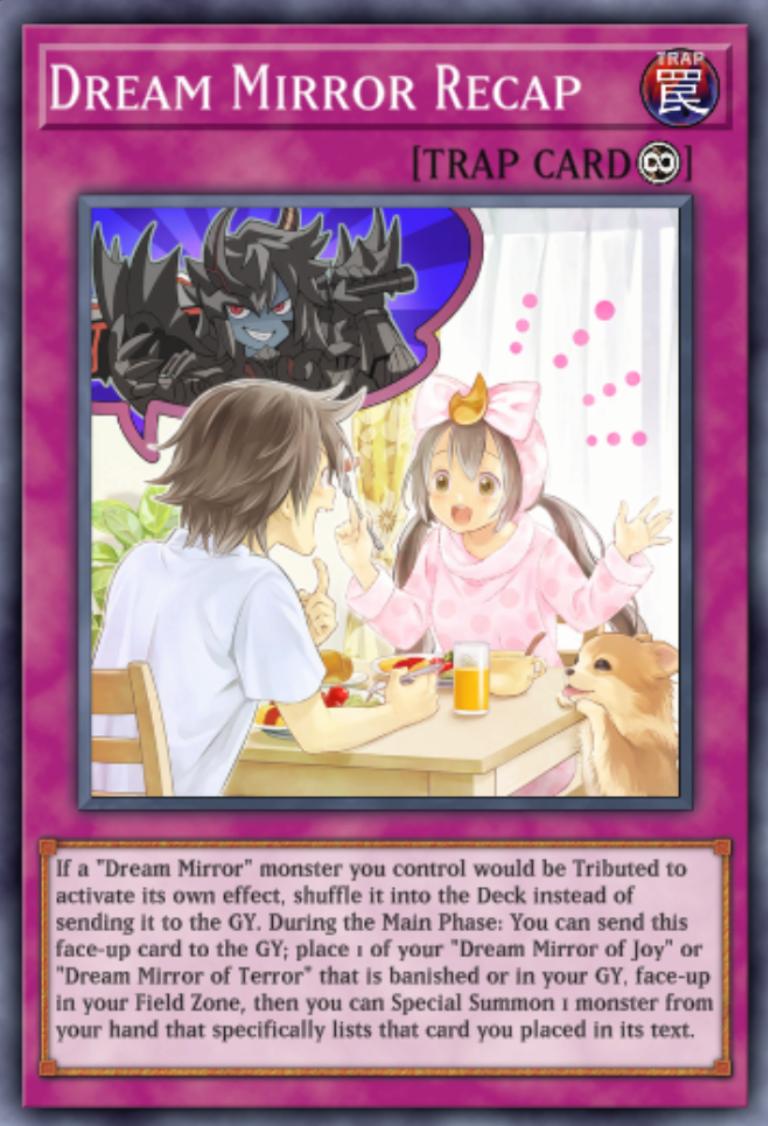 Dream Mirror Recap
TRAP
罠
[TRAP CARD ∞]
If a "Dream Mirror" monster you control would be Tributed to
activate its own effect, shuffle it into the Deck instead of
sending it to the GY. During the Main Phase: You can send this
face-up card to the GY; place 1 of your "Dream Mirror of Joy" or
"Dream Mirror of Terror" that is banished or in your GY, face-up
in your Field Zone, then you can Special Summon 1 monster from
your hand that specifically lists that card you placed in its text.